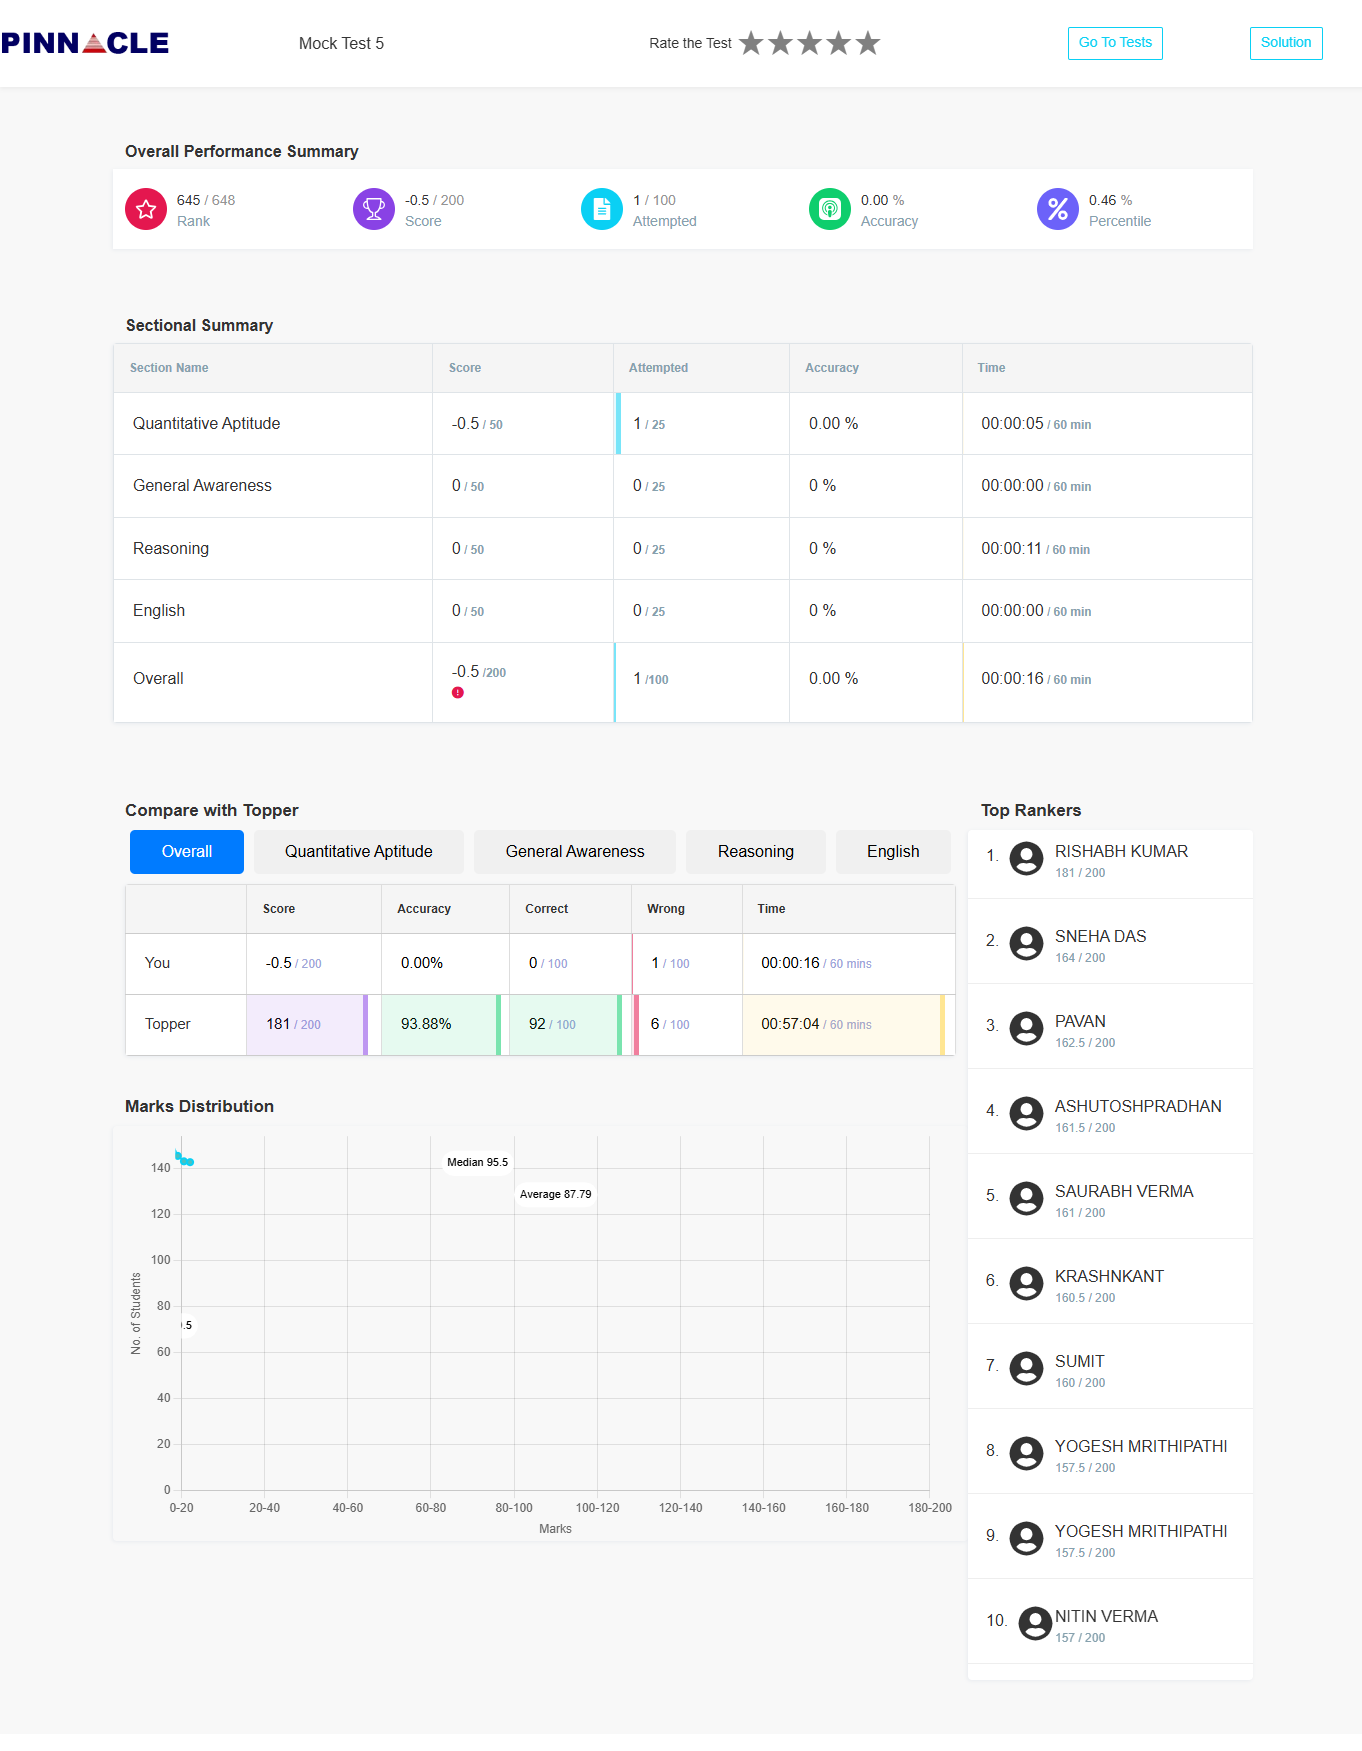 PINNACLE
Mock Test 5
Rate the Test
Go To Tests
Solution
Overall Performance Summary
645 / 648
Rank
-0.5 / 200
Score
1 / 100
Attempted
0.00 %
Accuracy
0.46 %
Percentile
Sectional Summary
Section Name Score Attempted Accuracy Time
Quantitative Aptitude -0.5 / 50 1 / 25 0.00 % 00:00:05 / 60 min
General Awareness 0 / 50 0 / 25 0 % 00:00:00 / 60 min
Reasoning 0 / 50 0 / 25 0 % 00:00:11 / 60 min
English 0 / 50 0 / 25 0 % 00:00:00 / 60 min
Overall -0.5 /200 1 /100 0.00 % 00:00:16 / 60 min
Compare with Topper
Overall Quantitative Aptitude General Awareness Reasoning English
Score Accuracy Correct Wrong Time
You -0.5 / 200 0.00% 0 / 100 1 / 100 00:00:16 / 60 mins
Topper 181 / 200 93.88% 92 / 100 6 / 100 00:57:04 / 60 mins
Marks Distribution
No. of Students
140
120
100
80
60
40
20
0
Median 95.5
Average 87.79
.5
0-20 20-40 40-60 60-80 80-100 100-120 120-140 140-160 160-180 180-200
Marks
Top Rankers
1. RISHABH KUMAR
181 / 200
2. SNEHA DAS
164 / 200
3. PAVAN
162.5 / 200
4. ASHUTOSHPRADHAN
161.5 / 200
5. SAURABH VERMA
161 / 200
6. KRASHNKANT
160.5 / 200
7. SUMIT
160 / 200
8. YOGESH MRITHIPATHI
157.5 / 200
9. YOGESH MRITHIPATHI
157.5 / 200
10. NITIN VERMA
157 / 200